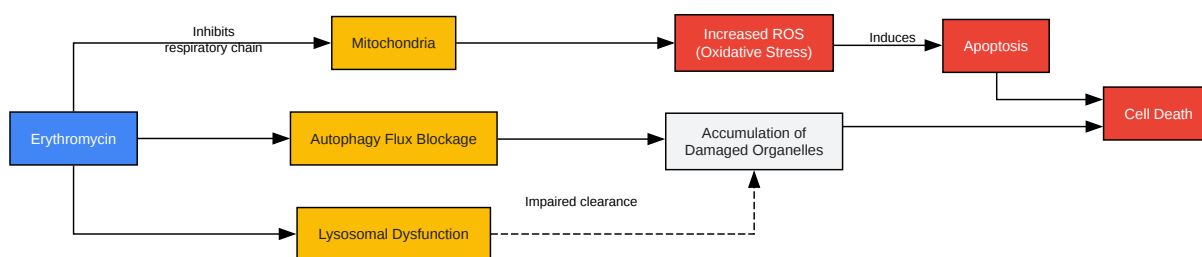 Inhibits
respiratory chain
Mitochondria
Increased ROS
(Oxidative Stress)
Induces
Apoptosis
Cell Death
Erythromycin
Autophagy Flux Blockage
Accumulation of
Damaged Organelles
Impaired clearance
Lysosomal Dysfunction